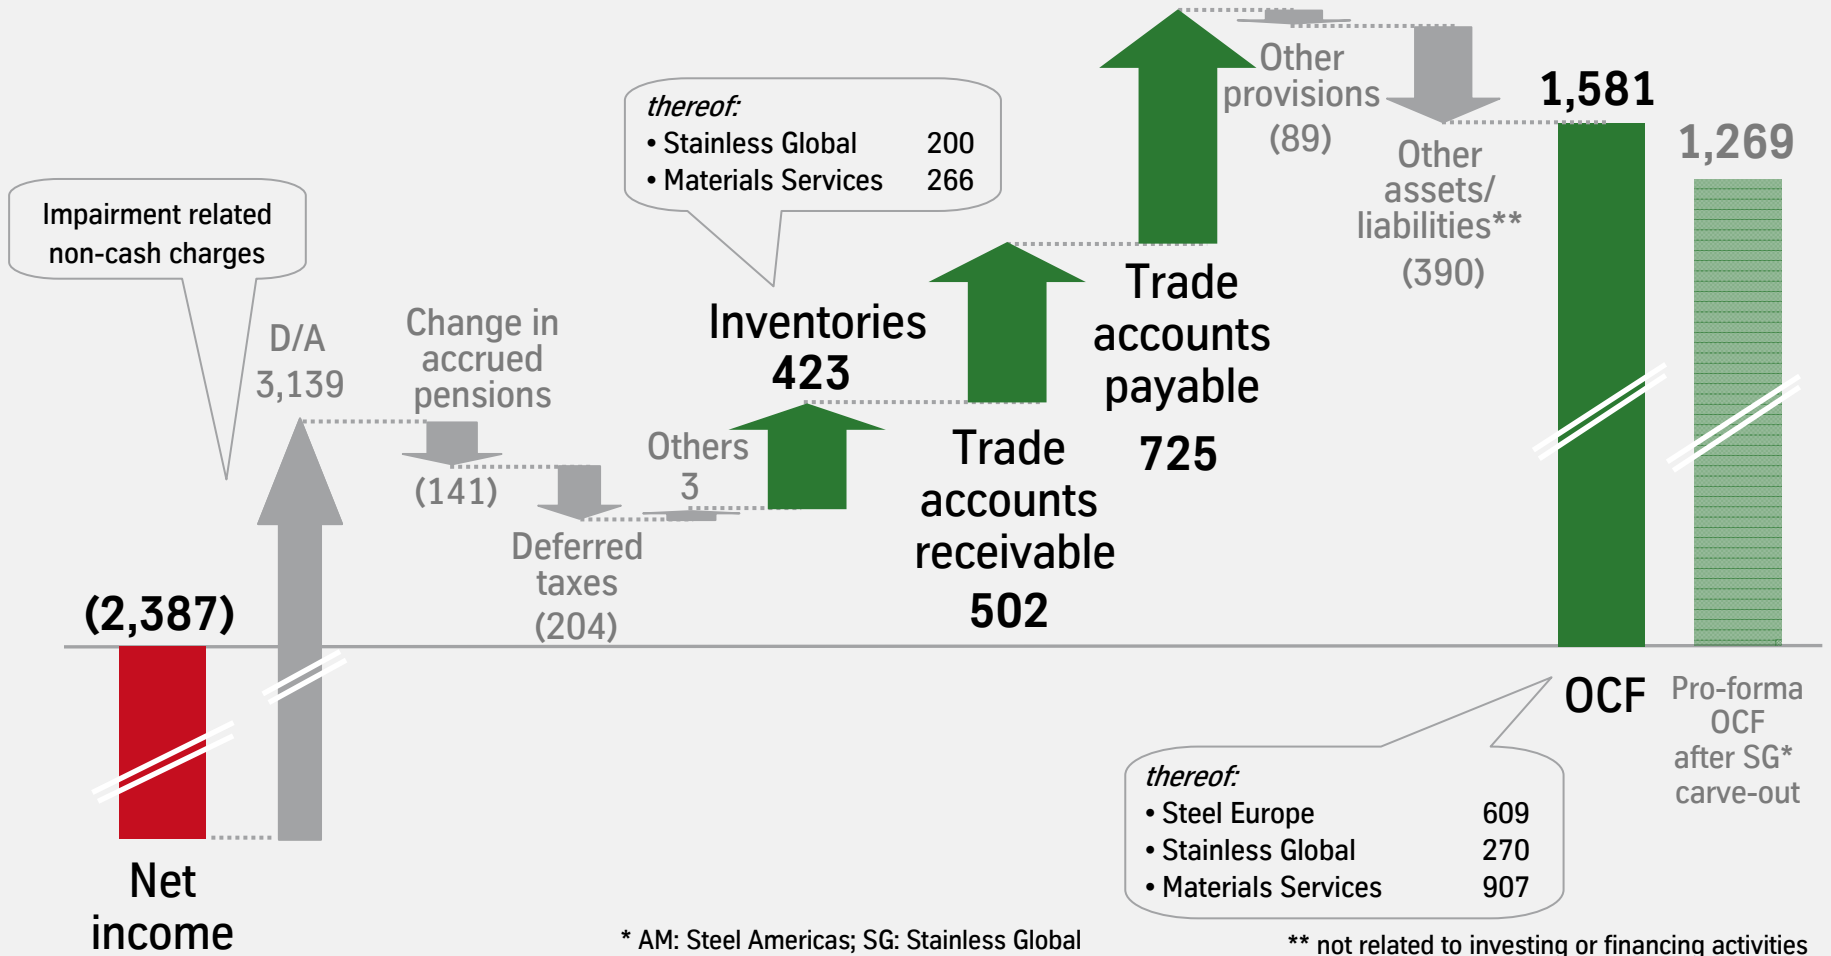 Impairment related
non-cash charges
D/A
3,139
Change in
accrued
pensions
(141)
Deferred
taxes
(204)
Others
3
thereof:
• Stainless Global 200
• Materials Services 266
Inventories
423
Trade
accounts
receivable
502
Trade
accounts
payable
725
Other
provisions
(89)
Other
assets/
liabilities**
(390)
1,581
1,269
(2,387)
Net
income
OCF
Pro-forma
OCF
after SG*
carve-out
thereof:
• Steel Europe 609
• Stainless Global 270
• Materials Services 907
* AM: Steel Americas; SG: Stainless Global
** not related to investing or financing activities